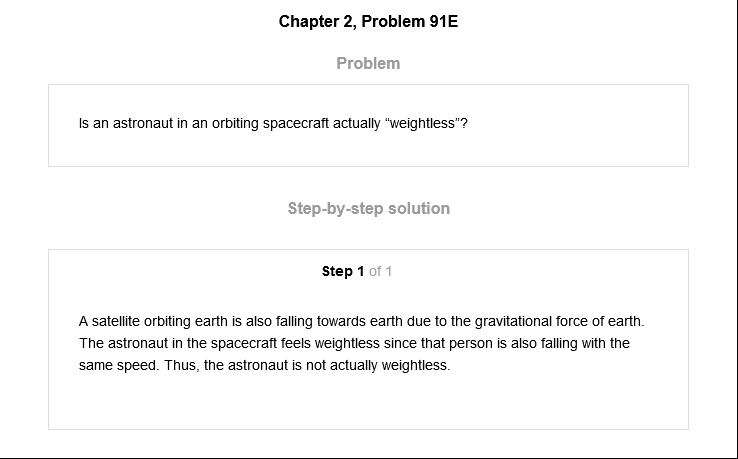 Chapter 2, Problem 91E
Problem
Is an astronaut in an orbiting spacecraft actually “weightless”?
Step-by-step solution
Step 1 of 1
A satellite orbiting earth is also falling towards earth due to the gravitational force of earth.
The astronaut in the spacecraft feels weightless since that person is also falling with the
same speed. Thus, the astronaut is not actually weightless.